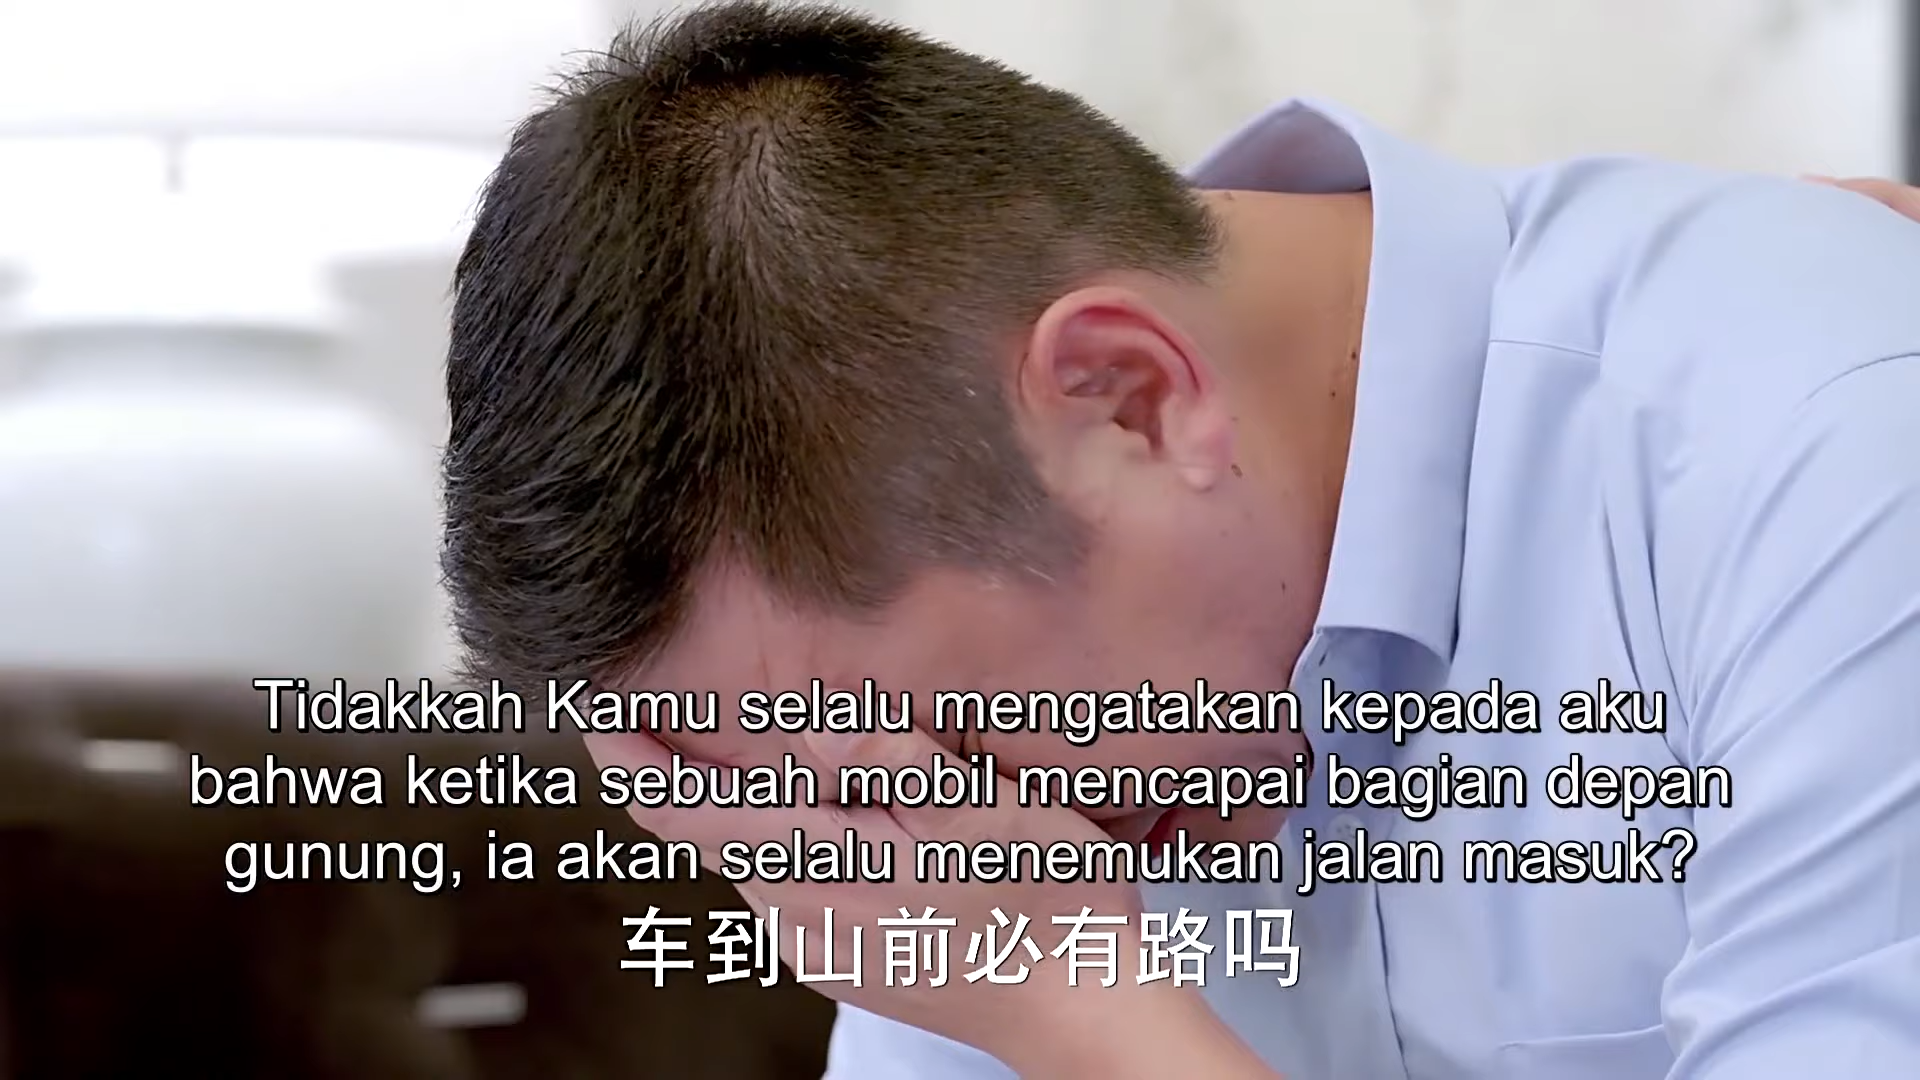 Tidakkah Kamu selalu mengatakan kepada aku
bahwa ketika sebuah mobil mencapai bagian depan
gunung, ia akan selalu menemukan jalan masuk?
车到山前必有路吗